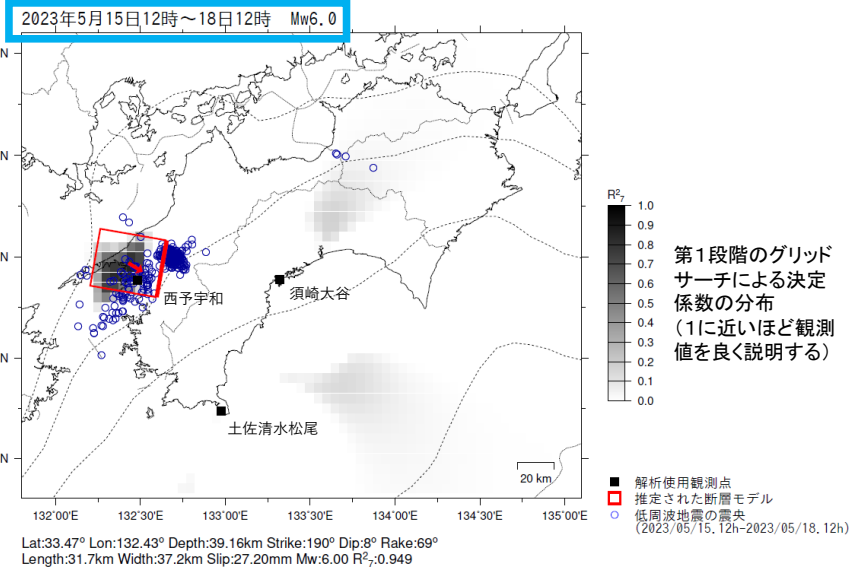 2023年5月15日12時～18日12時 Mw6.0
N
N
N
N
N
西予宇和
須崎大谷
土佐清水松尾
20 km
132°00'E 132°30'E 133°00'E 133°30'E 134°00'E 134°30'E 135°00'E
R²₇
1.0
0.9
0.8
0.7
0.6
0.5
0.4
0.3
0.2
0.1
0.0
第１段階のグリッド
サーチによる決定
係数の分布
（１に近いほど観測
値を良く説明する）
解析使用観測点
推定された断層モデル
低周波地震の震央
(2023/05/15.12h-2023/05/18.12h)
Lat:33.47° Lon:132.43° Depth:39.16km Strike:190° Dip:8° Rake:69°
Length:31.7km Width:37.2km Slip:27.20mm Mw:6.00 R²₇:0.949